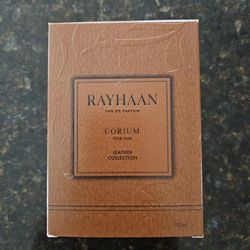 RAYHAAN
EAU DE PARFUM
CORIUM
FOR HIM
LEATHER
COLLECTION
100ml